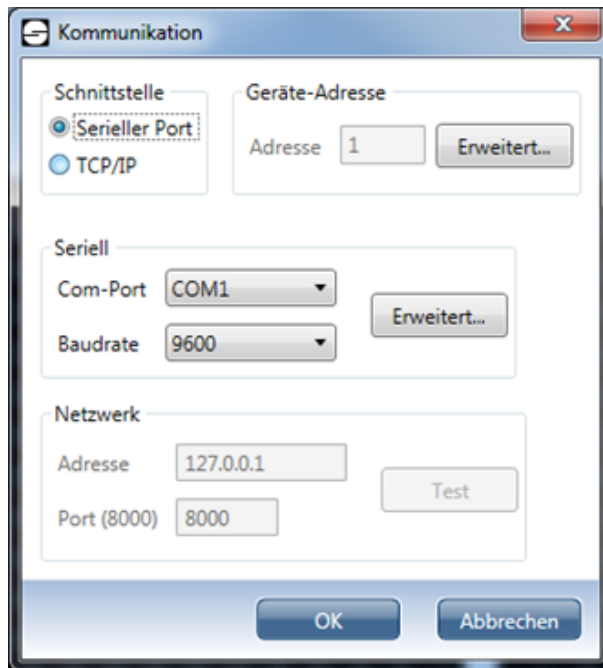 Kommunikation
Schnittstelle
Serieller Port
TCP/IP
Geräte-Adresse
Adresse 1 Erweitert...
Seriell
Com-Port COM1
Erweitert...
Baudrate 9600
Netzwerk
Adresse 127.0.0.1
Test
Port (8000) 8000
OK Abbrechen